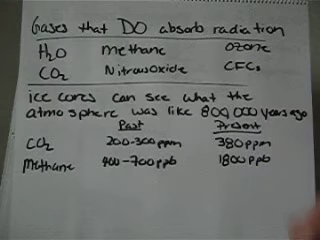 Gases that DO absorb radiation
H2O methane ozone
CO2 Nitrousoxide CFCs
ice cores can see what the
atmosphere was like 800,000 years ago
Past Present
CO2 200-300ppm 380ppm
methane 400-700ppb 1800ppb